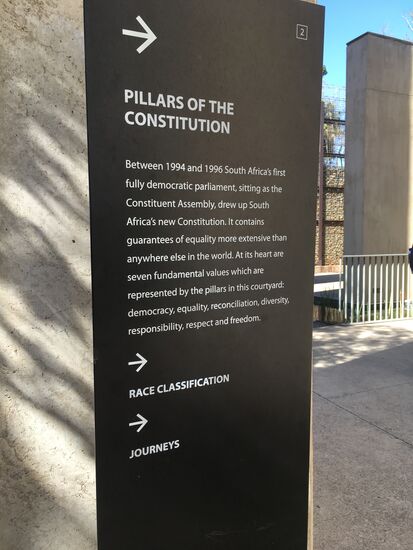 2
PILLARS OF THE
CONSTITUTION
Between 1994 and 1996 South Africa's first
fully democratic parliament, sitting as the
Constituent Assembly, drew up South
Africa's new Constitution. It contains
guarantees of equality more extensive than
anywhere else in the world. At its heart are
seven fundamental values which are
represented by the pillars in this courtyard:
democracy, equality, reconciliation, diversity,
responsibility, respect and freedom.
RACE CLASSIFICATION
JOURNEYS